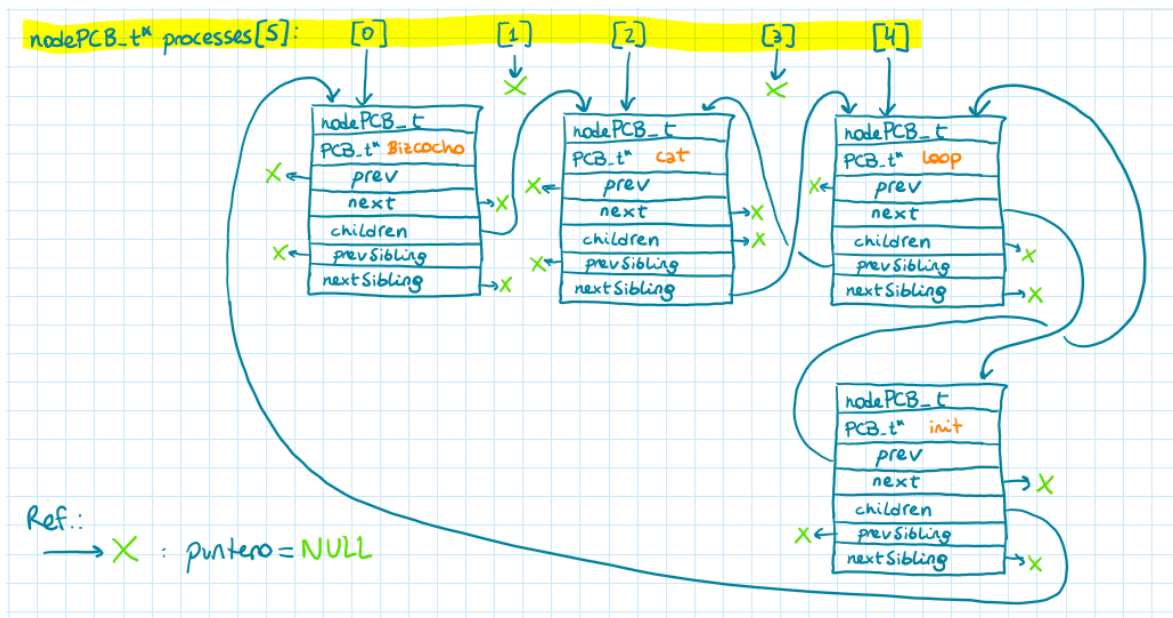 nodePCB_t* processes[5]: [0] [1] [2] [3] [4]
X X
nodePCB_t
PCB_t* Bizcocho
X prev
next X
children
X prevSibling
nextSibling X
nodePCB_t
PCB_t* cat
X prev
next X
children X
X prevSibling
nextSibling X
nodePCB_t
PCB_t* loop
X prev
next
children X
prevSibling
nextSibling X
nodePCB_t
PCB_t* init
prev
next X
children
X prevSibling
nextSibling X
Ref.:
X : puntero = NULL